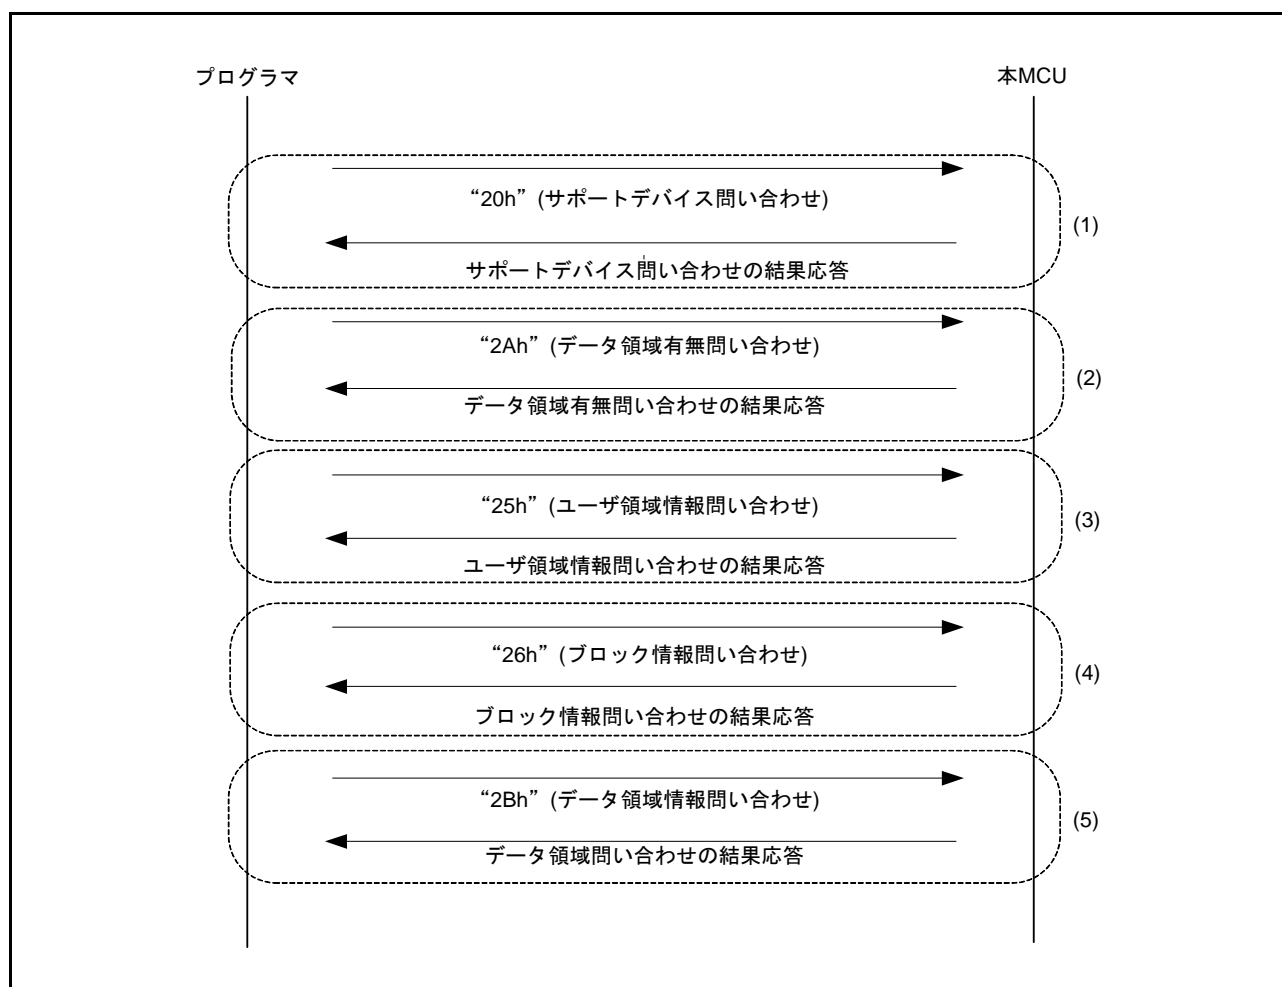 プログラマ
本MCU
“20h” (サポートデバイス問い合わせ)
サポートデバイス問い合わせの結果応答
(1)
“2Ah” (データ領域有無問い合わせ)
データ領域有無問い合わせの結果応答
(2)
“25h” (ユーザ領域情報問い合わせ)
ユーザ領域情報問い合わせの結果応答
(3)
“26h” (ブロック情報問い合わせ)
ブロック情報問い合わせの結果応答
(4)
“2Bh” (データ領域情報問い合わせ)
データ領域問い合わせの結果応答
(5)